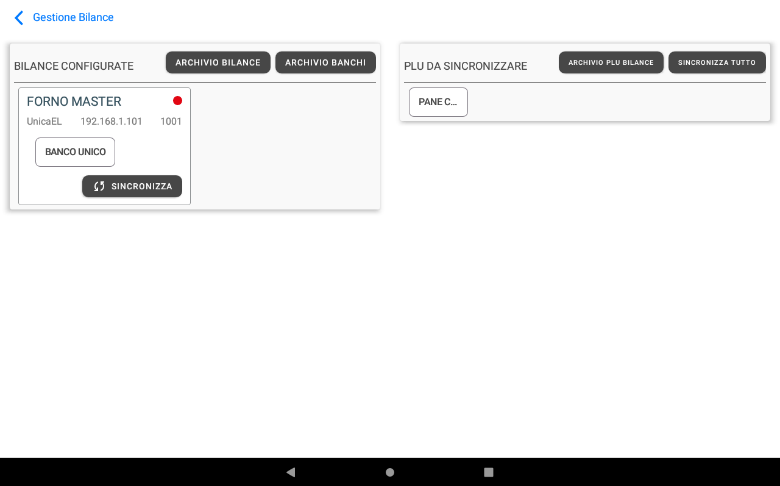 Gestione Bilance
BILANCE CONFIGURATE
ARCHIVIO BILANCE
ARCHIVIO BANCHI
FORNO MASTER
UnicaEL 192.168.1.101 1001
BANCO UNICO
SINCRONIZZA
PLU DA SINCRONIZZARE
ARCHIVIO PLU BILANCE
SINCRONIZZA TUTTO
PANE C...